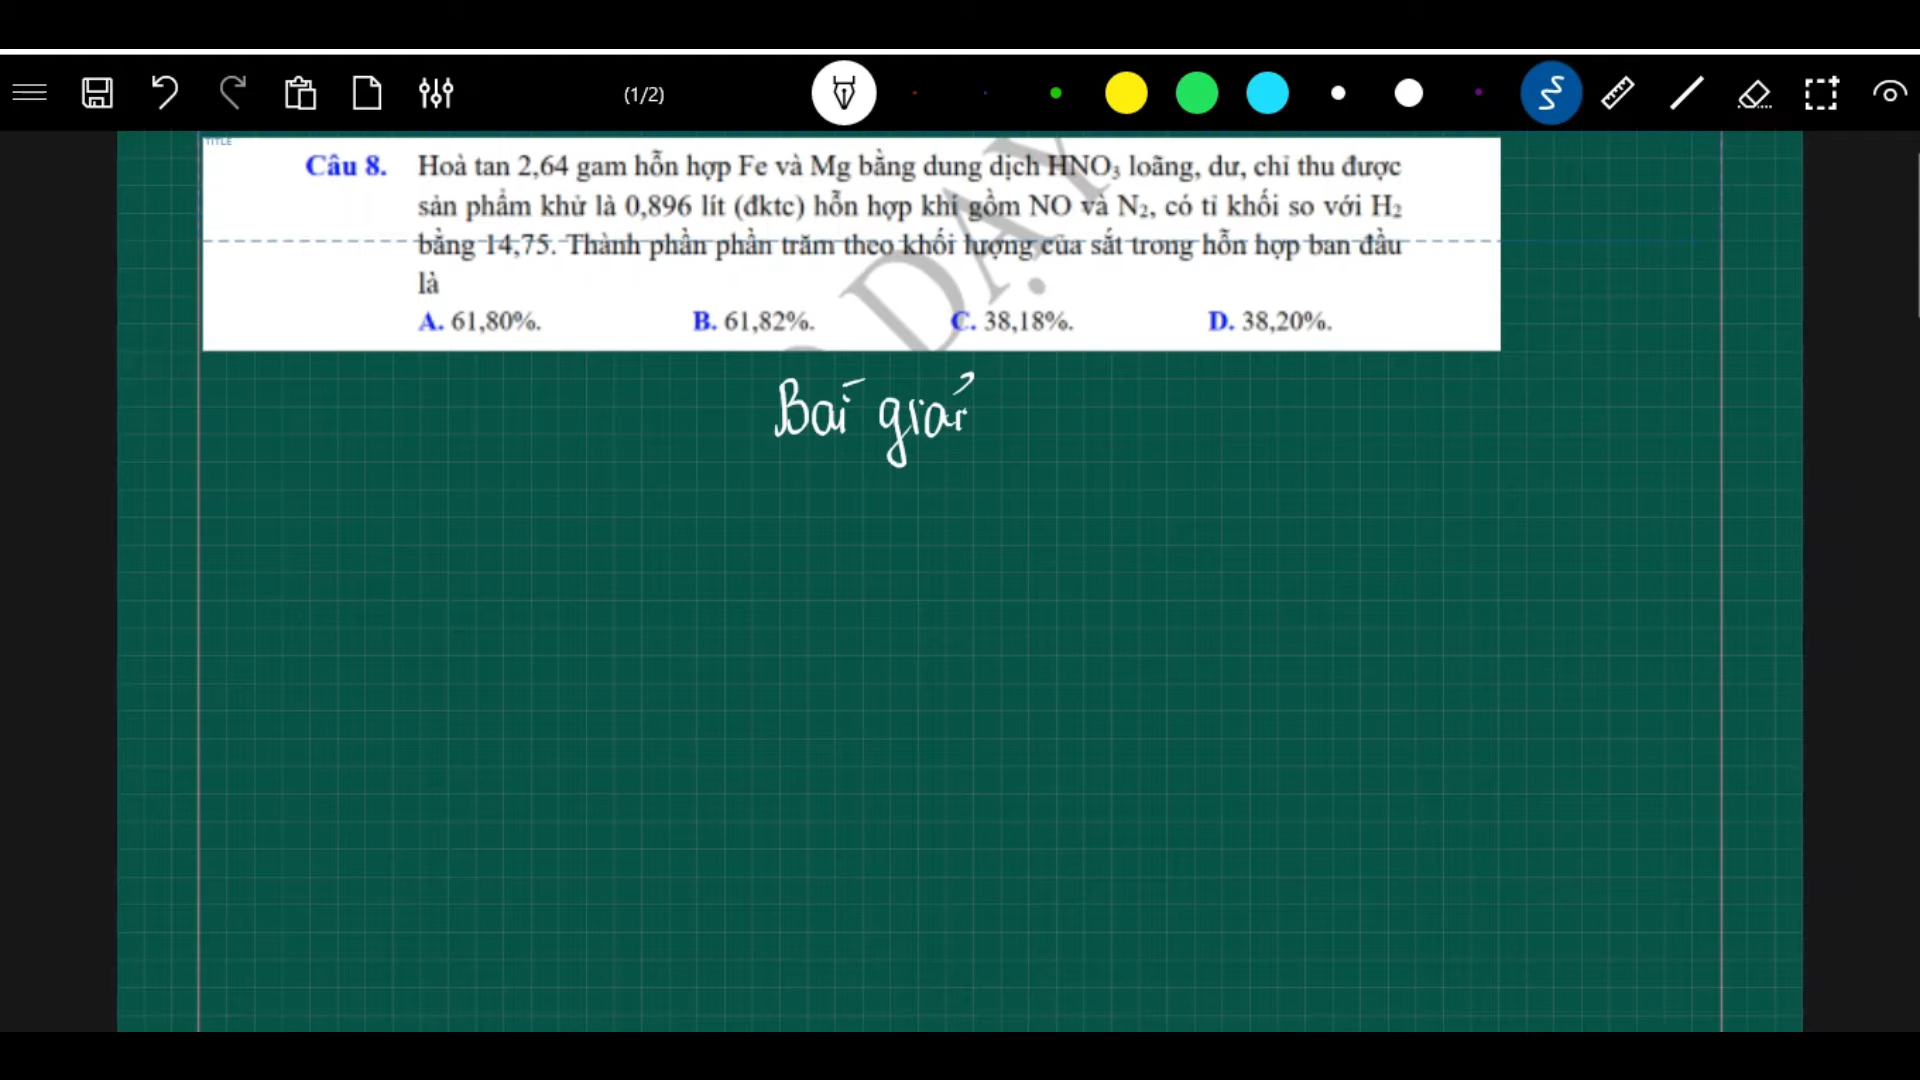 (1/2)
TITLE
Câu 8. Hoà tan 2,64 gam hỗn hợp Fe và Mg bằng dung dịch HNO₃ loãng, dư, chỉ thu được
sản phẩm khử là 0,896 lít (đktc) hỗn hợp khí gồm NO và N₂, có tỉ khối so với H₂
bằng 14,75. Thành phần phần trăm theo khối lượng của sắt trong hỗn hợp ban đầu
là
A. 61,80%. B. 61,82%. C. 38,18%. D. 38,20%.
DẠY
Bài giải